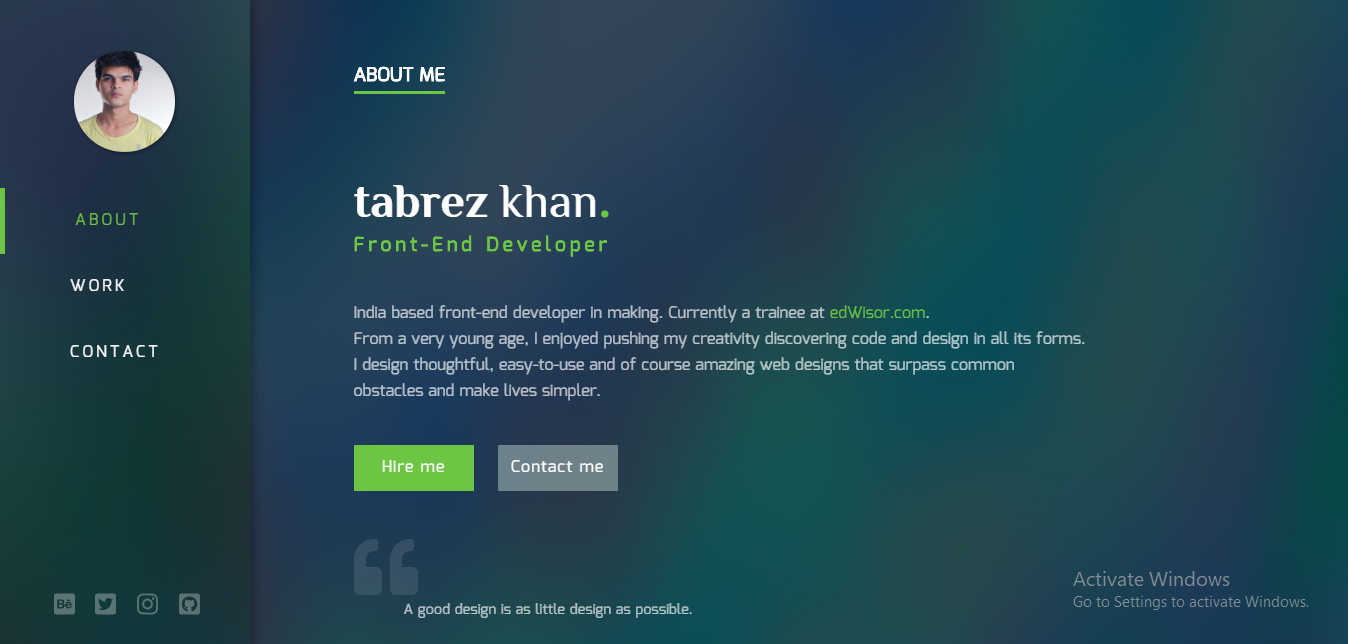 ABOUT
WORK
CONTACT
Bē
ABOUT ME
tabrez khan.
Front-End Developer
India based front-end developer in making. Currently a trainee at edWisor.com.
From a very young age, I enjoyed pushing my creativity discovering code and design in all its forms.
I design thoughtful, easy-to-use and of course amazing web designs that surpass common
obstacles and make lives simpler.
Hire me
Contact me
“
A good design is as little design as possible.
Activate Windows
Go to Settings to activate Windows.